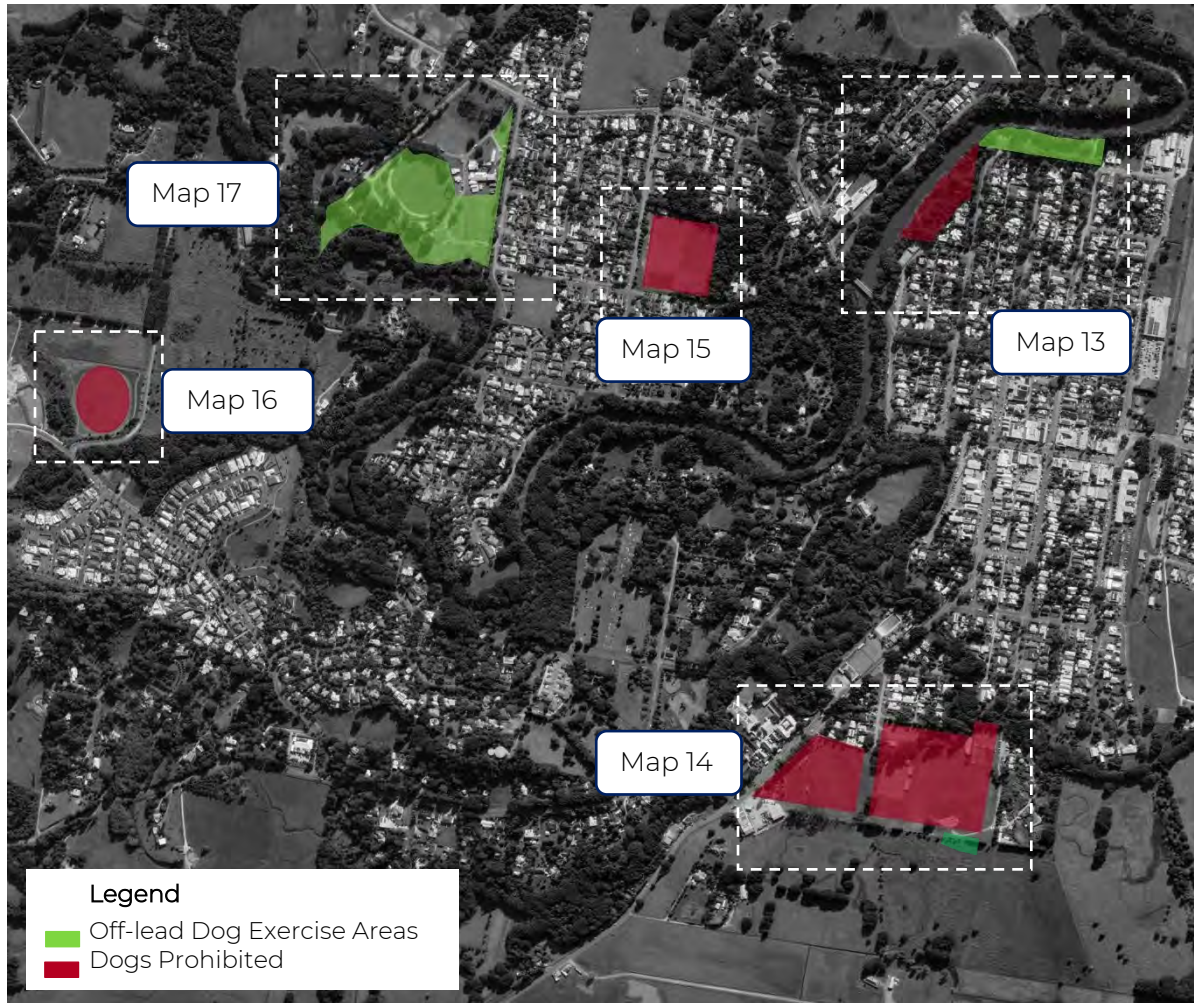 Map 17
Map 15
Map 13
Map 16
Map 14
Legend
Off-lead Dog Exercise Areas
Dogs Prohibited